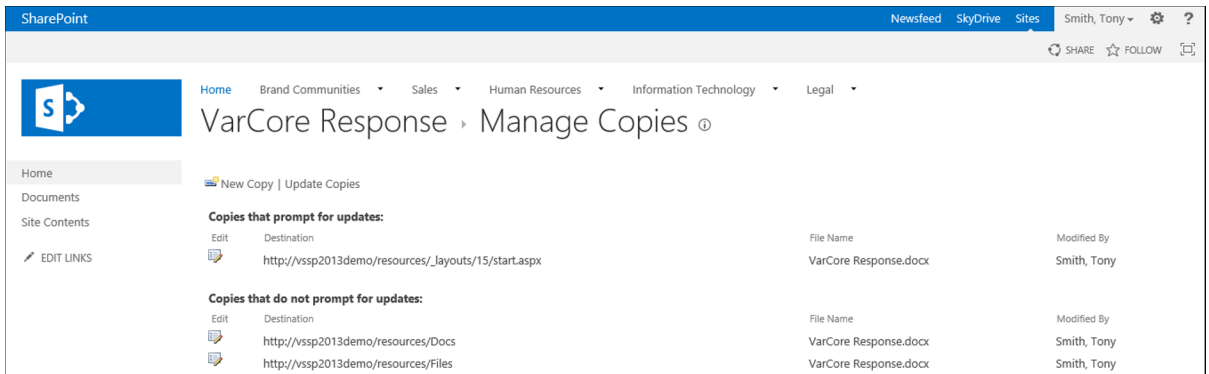 SharePoint Newsfeed SkyDrive Sites Smith, Tony ?
SHARE FOLLOW
S
Home Brand Communities Sales Human Resources Information Technology Legal
VarCore Response Manage Copies
Home
Documents
Site Contents
EDIT LINKS
New Copy | Update Copies
Copies that prompt for updates:
Edit Destination File Name Modified By
http://vssp2013demo/resources/_layouts/15/start.aspx VarCore Response.docx Smith, Tony
Copies that do not prompt for updates:
Edit Destination File Name Modified By
http://vssp2013demo/resources/Docs VarCore Response.docx Smith, Tony
http://vssp2013demo/resources/Files VarCore Response.docx Smith, Tony